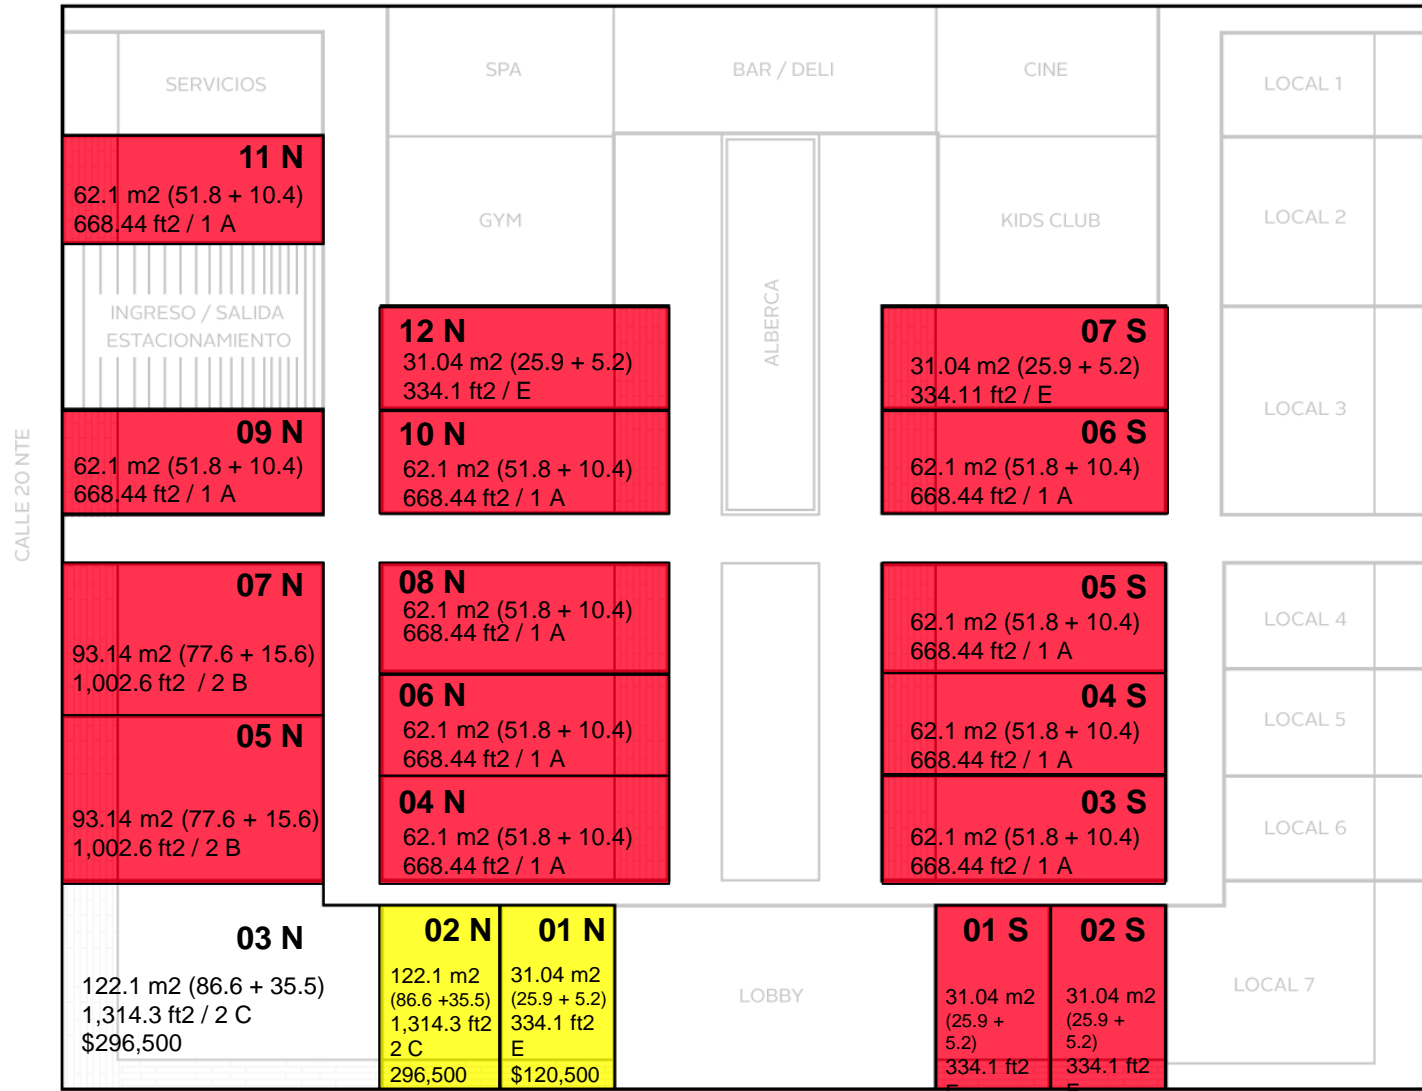 SERVICIOS
SPA
BAR / DELI
CINE
LOCAL 1
11 N
62.1 m2 (51.8 + 10.4)
668.44 ft2 / 1 A
GYM
KIDS CLUB
LOCAL 2
INGRESO / SALIDA
ESTACIONAMIENTO
ALBERCA
12 N
31.04 m2 (25.9 + 5.2)
334.1 ft2 / E
07 S
31.04 m2 (25.9 + 5.2)
334.11 ft2 / E
LOCAL 3
CALLE 20 NTE
09 N
62.1 m2 (51.8 + 10.4)
668.44 ft2 / 1 A
10 N
62.1 m2 (51.8 + 10.4)
668.44 ft2 / 1 A
06 S
62.1 m2 (51.8 + 10.4)
668.44 ft2 / 1 A
07 N
93.14 m2 (77.6 + 15.6)
1,002.6 ft2 / 2 B
08 N
62.1 m2 (51.8 + 10.4)
668.44 ft2 / 1 A
05 S
62.1 m2 (51.8 + 10.4)
668.44 ft2 / 1 A
LOCAL 4
06 N
62.1 m2 (51.8 + 10.4)
668.44 ft2 / 1 A
04 S
62.1 m2 (51.8 + 10.4)
668.44 ft2 / 1 A
LOCAL 5
05 N
93.14 m2 (77.6 + 15.6)
1,002.6 ft2 / 2 B
04 N
62.1 m2 (51.8 + 10.4)
668.44 ft2 / 1 A
03 S
62.1 m2 (51.8 + 10.4)
668.44 ft2 / 1 A
LOCAL 6
03 N
122.1 m2 (86.6 + 35.5)
1,314.3 ft2 / 2 C
$296,500
02 N
122.1 m2
(86.6 +35.5)
1,314.3 ft2
2 C
296,500
01 N
31.04 m2
(25.9 + 5.2)
334.1 ft2
E
$120,500
LOBBY
01 S
31.04 m2
(25.9 +
5.2)
334.1 ft2
E
02 S
31.04 m2
(25.9 +
5.2)
334.1 ft2
E
LOCAL 7